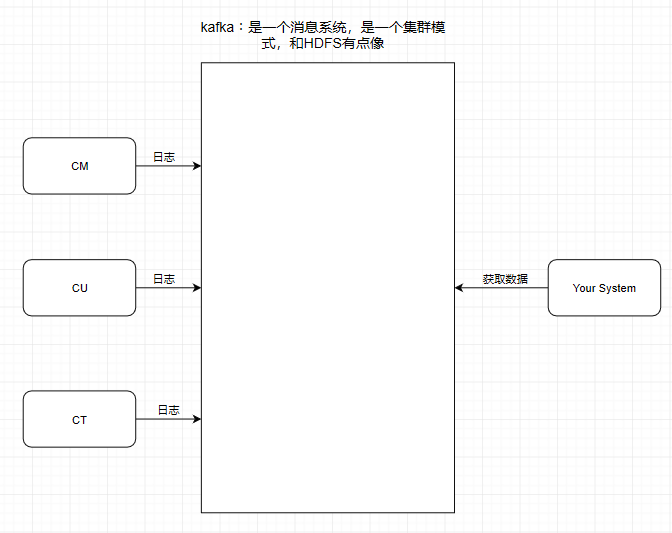 kafka：是一个消息系统，是一个集群模
式，和HDFS有点像
CM
日志
CU
日志
获取数据
Your System
CT
日志